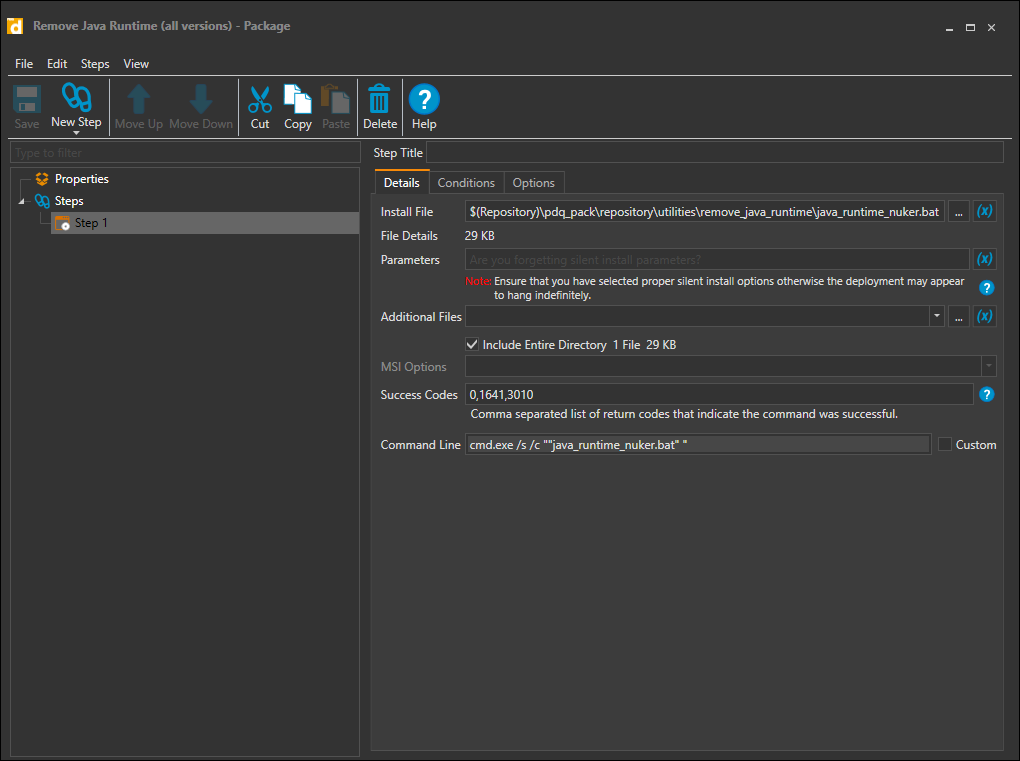 Remove Java Runtime (all versions) - Package
File Edit Steps View
Save New Step Move Up Move Down Cut Copy Paste Delete Help
Type to filter
Properties
Steps
Step 1
Step Title
Details Conditions Options
Install File $(Repository)\pdq_pack\repository\utilities\remove_java_runtime\java_runtime_nuker.bat ... (x)
File Details 29 KB
Parameters Are you forgetting silent install parameters? (x)
Note: Ensure that you have selected proper silent install options otherwise the deployment may appear
to hang indefinitely. ?
Additional Files ... (x)
Include Entire Directory 1 File 29 KB
MSI Options
Success Codes 0,1641,3010 ?
Comma separated list of return codes that indicate the command was successful.
Command Line cmd.exe /s /c ""java_runtime_nuker.bat" " Custom